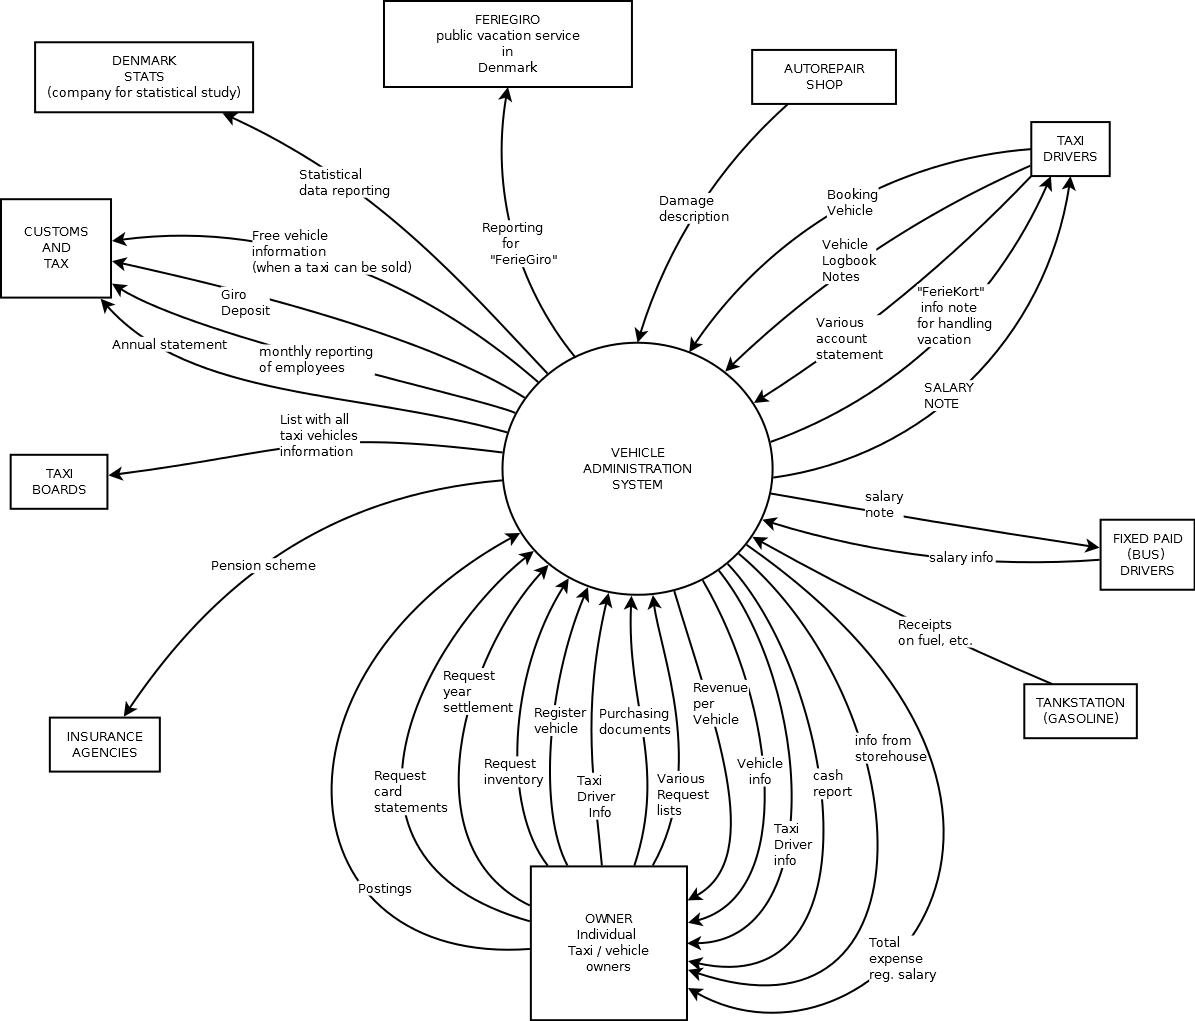 FERIEGIRO
public vacation service
in
Denmark
DENMARK
STATS
(company for statistical study)
AUTOREPAIR
SHOP
TAXI
DRIVERS
Statistical
data reporting
Reporting
for
"FerieGiro"
Damage
description
Booking
Vehicle
CUSTOMS
AND
TAX
Free vehicle
information
(when a taxi can be sold)
Vehicle
Logbook
Notes
Giro
Deposit
"FerieKort"
info note
for handling
vacation
Various
account
statement
Annual statement
monthly reporting
of employees
SALARY
NOTE
List with all
taxi vehicles
information
VEHICLE
ADMINISTRATION
SYSTEM
TAXI
BOARDS
salary
note
FIXED PAID
(BUS)
DRIVERS
salary info
Pension scheme
Receipts
on fuel, etc.
TANKSTATION
(GASOLINE)
INSURANCE
AGENCIES
Request
year
settlement
Register
vehicle
Purchasing
documents
Revenue
per
Vehicle
info from
storehouse
Request
card
statements
Request
inventory
Taxi
Driver
Info
Various
Request
lists
Vehicle
info
cash
report
Taxi
Driver
info
Postings
OWNER
Individual
Taxi / vehicle
owners
Total
expense
reg. salary